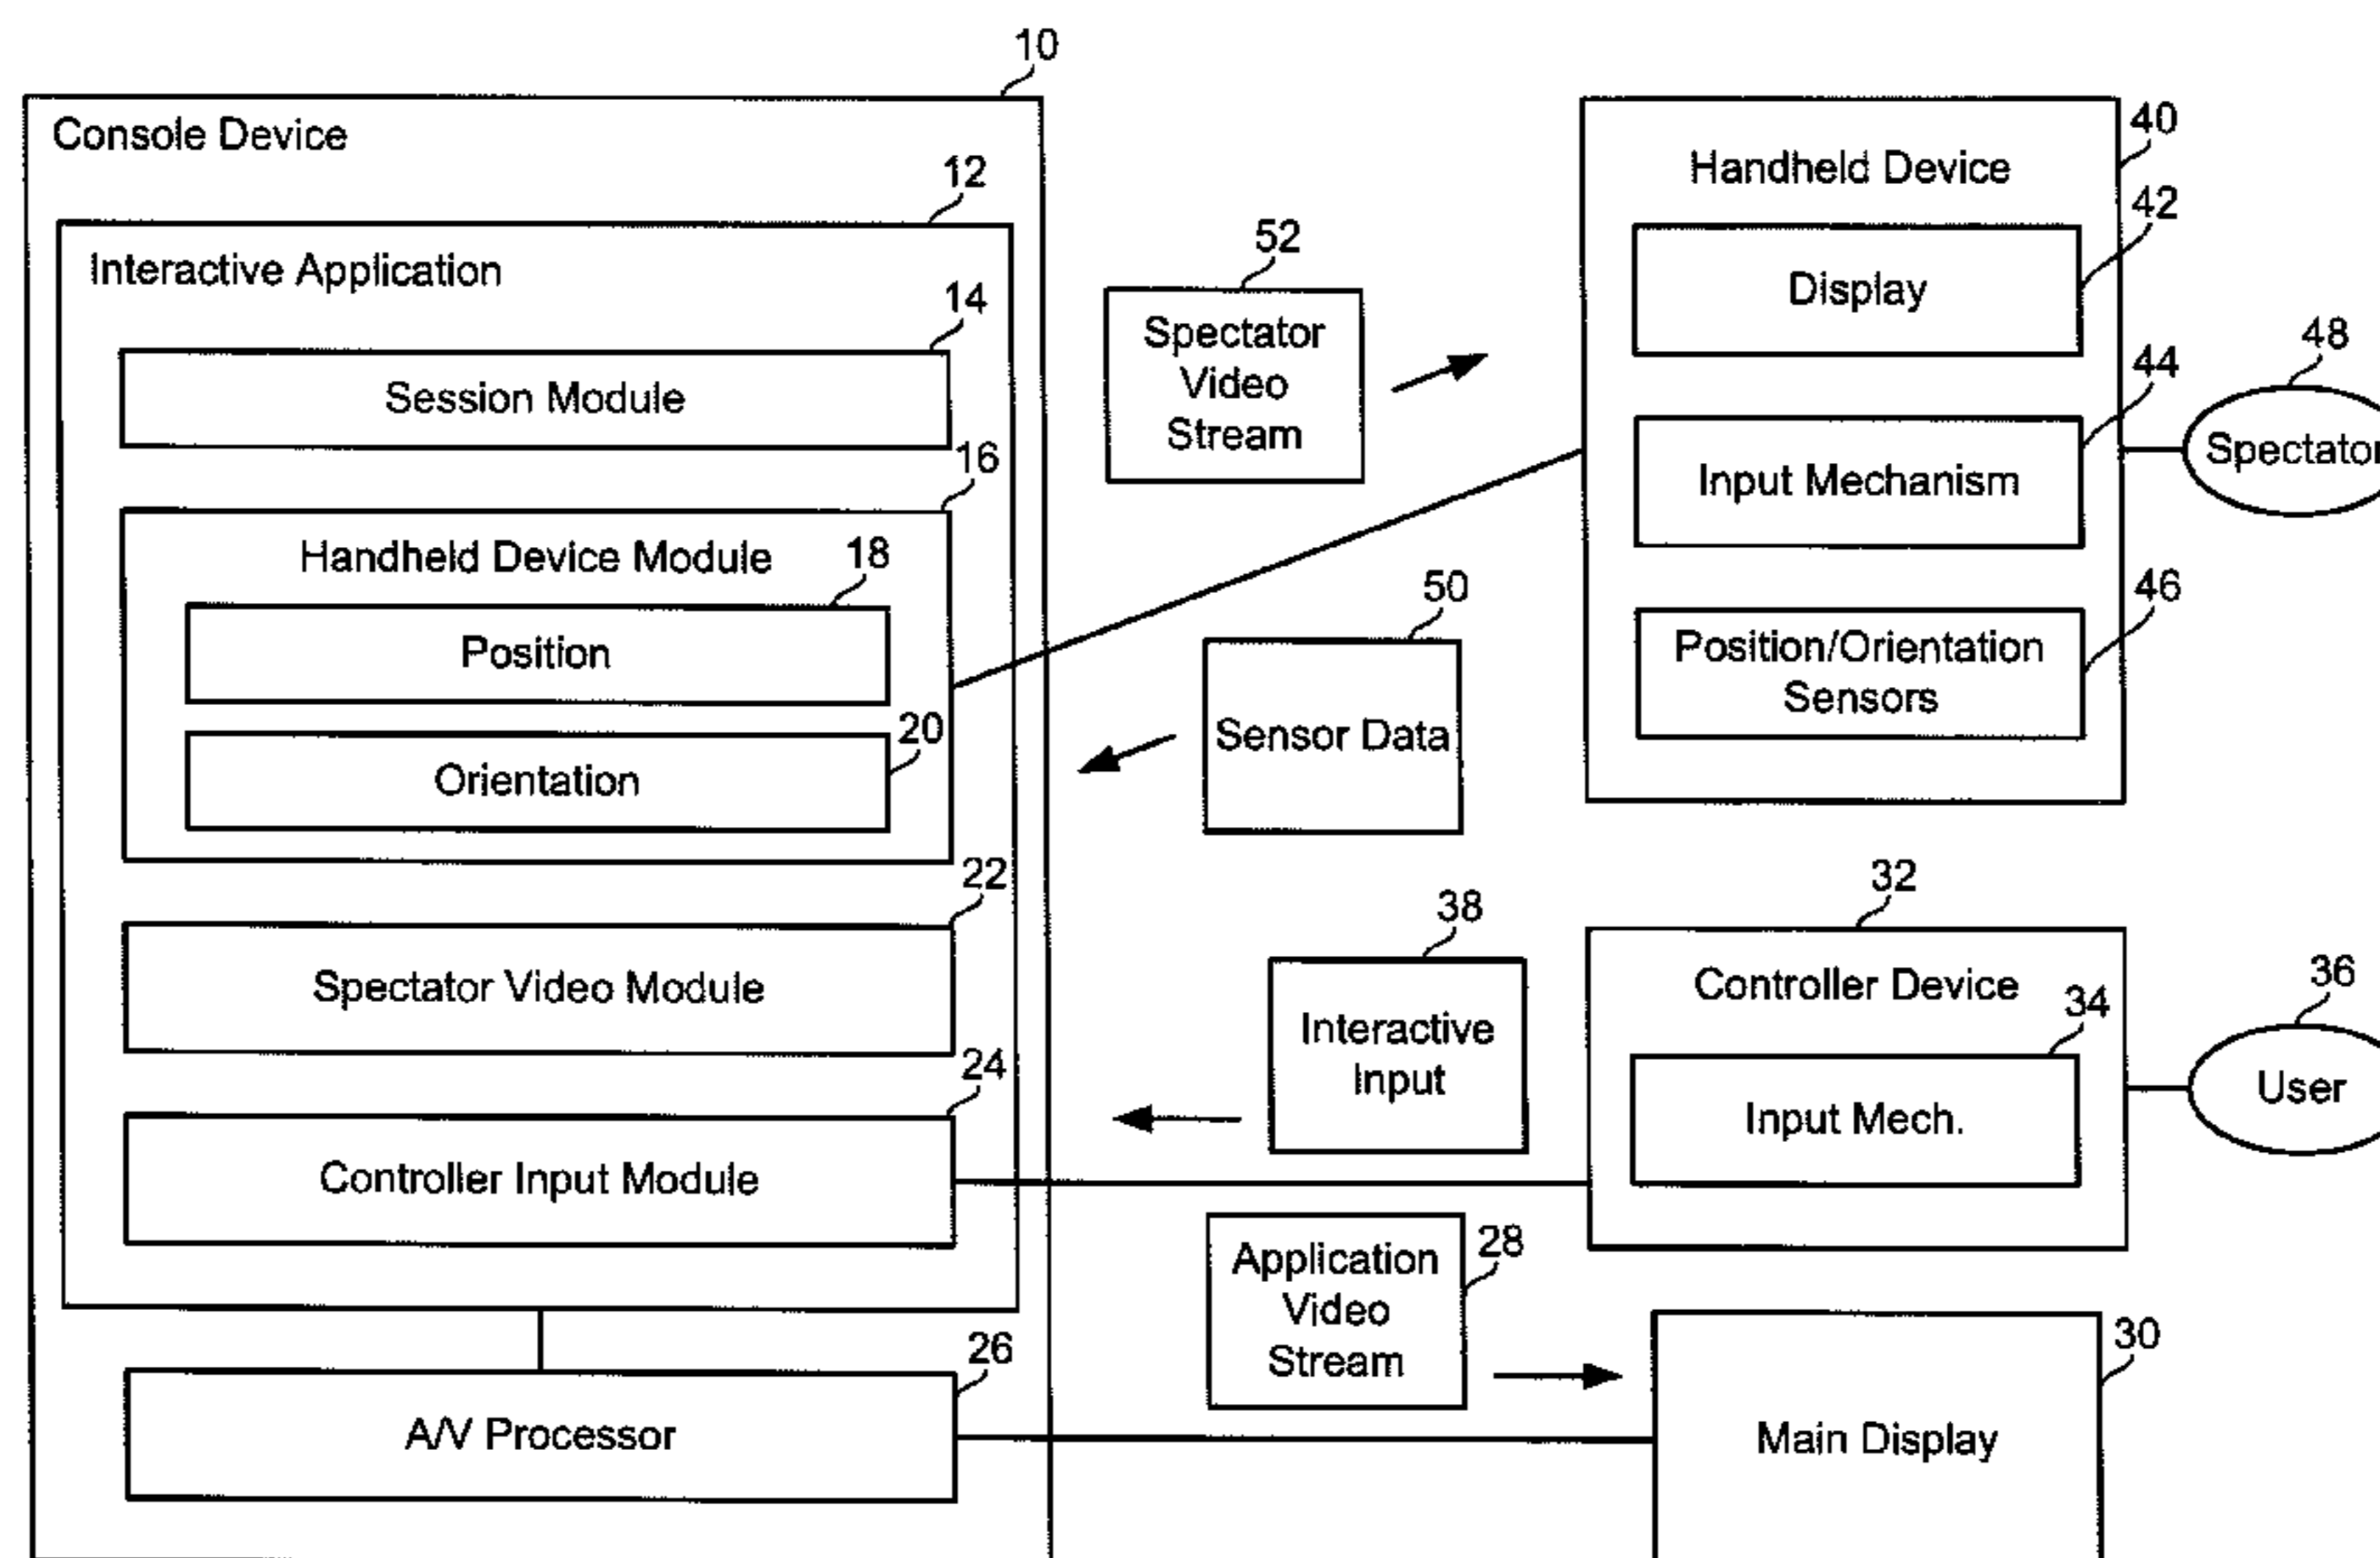 10
Console Device
12
Interactive Application
14
Session Module
16
Handheld Device Module
18
Position
20
Orientation
22
Spectator Video Module
24
Controller Input Module
26
A/V Processor
52
Spectator
Video
Stream
50
Sensor Data
38
Interactive
Input
28
Application
Video
Stream
40
Handheld Device
42
Display
44
Input Mechanism
46
Position/Orientation
Sensors
48
Spectator
32
Controller Device
34
Input Mech.
36
User
30
Main Display